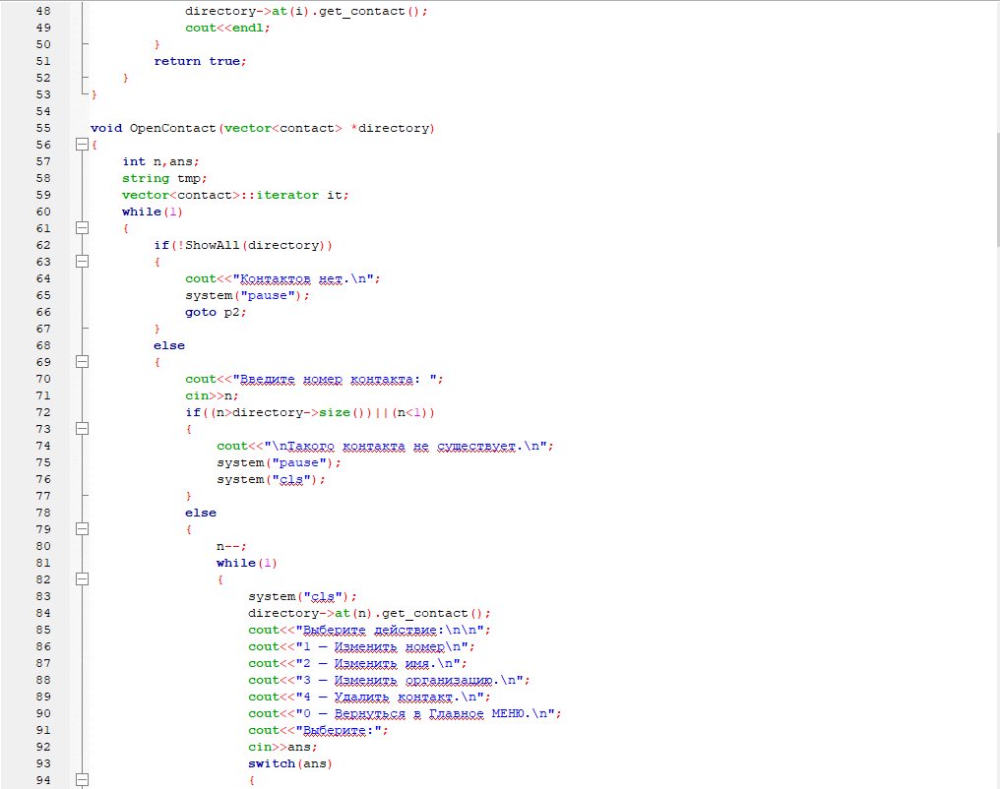 48 directory->at(i).get_contact();
49 cout<<endl;
50 }
51 return true;
52 }
53 }
54
55 void OpenContact(vector<contact> *directory)
56 {
57 int n,ans;
58 string tmp;
59 vector<contact>::iterator it;
60 while(1)
61 {
62 if(!ShowAll(directory))
63 {
64 cout<<"Контактов нет.\n";
65 system("pause");
66 goto p2;
67 }
68 else
69 {
70 cout<<"Введите номер контакта: ";
71 cin>>n;
72 if((n>directory->size())||(n<1))
73 {
74 cout<<"\nТакого контакта не существует.\n";
75 system("pause");
76 system("cls");
77 }
78 else
79 {
80 n--;
81 while(1)
82 {
83 system("cls");
84 directory->at(n).get_contact();
85 cout<<"Выберите действие:\n\n";
86 cout<<"1 — Изменить номер\n";
87 cout<<"2 — Изменить имя.\n";
88 cout<<"3 — Изменить организацию.\n";
89 cout<<"4 — Удалить контакт.\n";
90 cout<<"0 — Вернуться в Главное МЕНЮ.\n";
91 cout<<"Выберите:";
92 cin>>ans;
93 switch(ans)
94 {